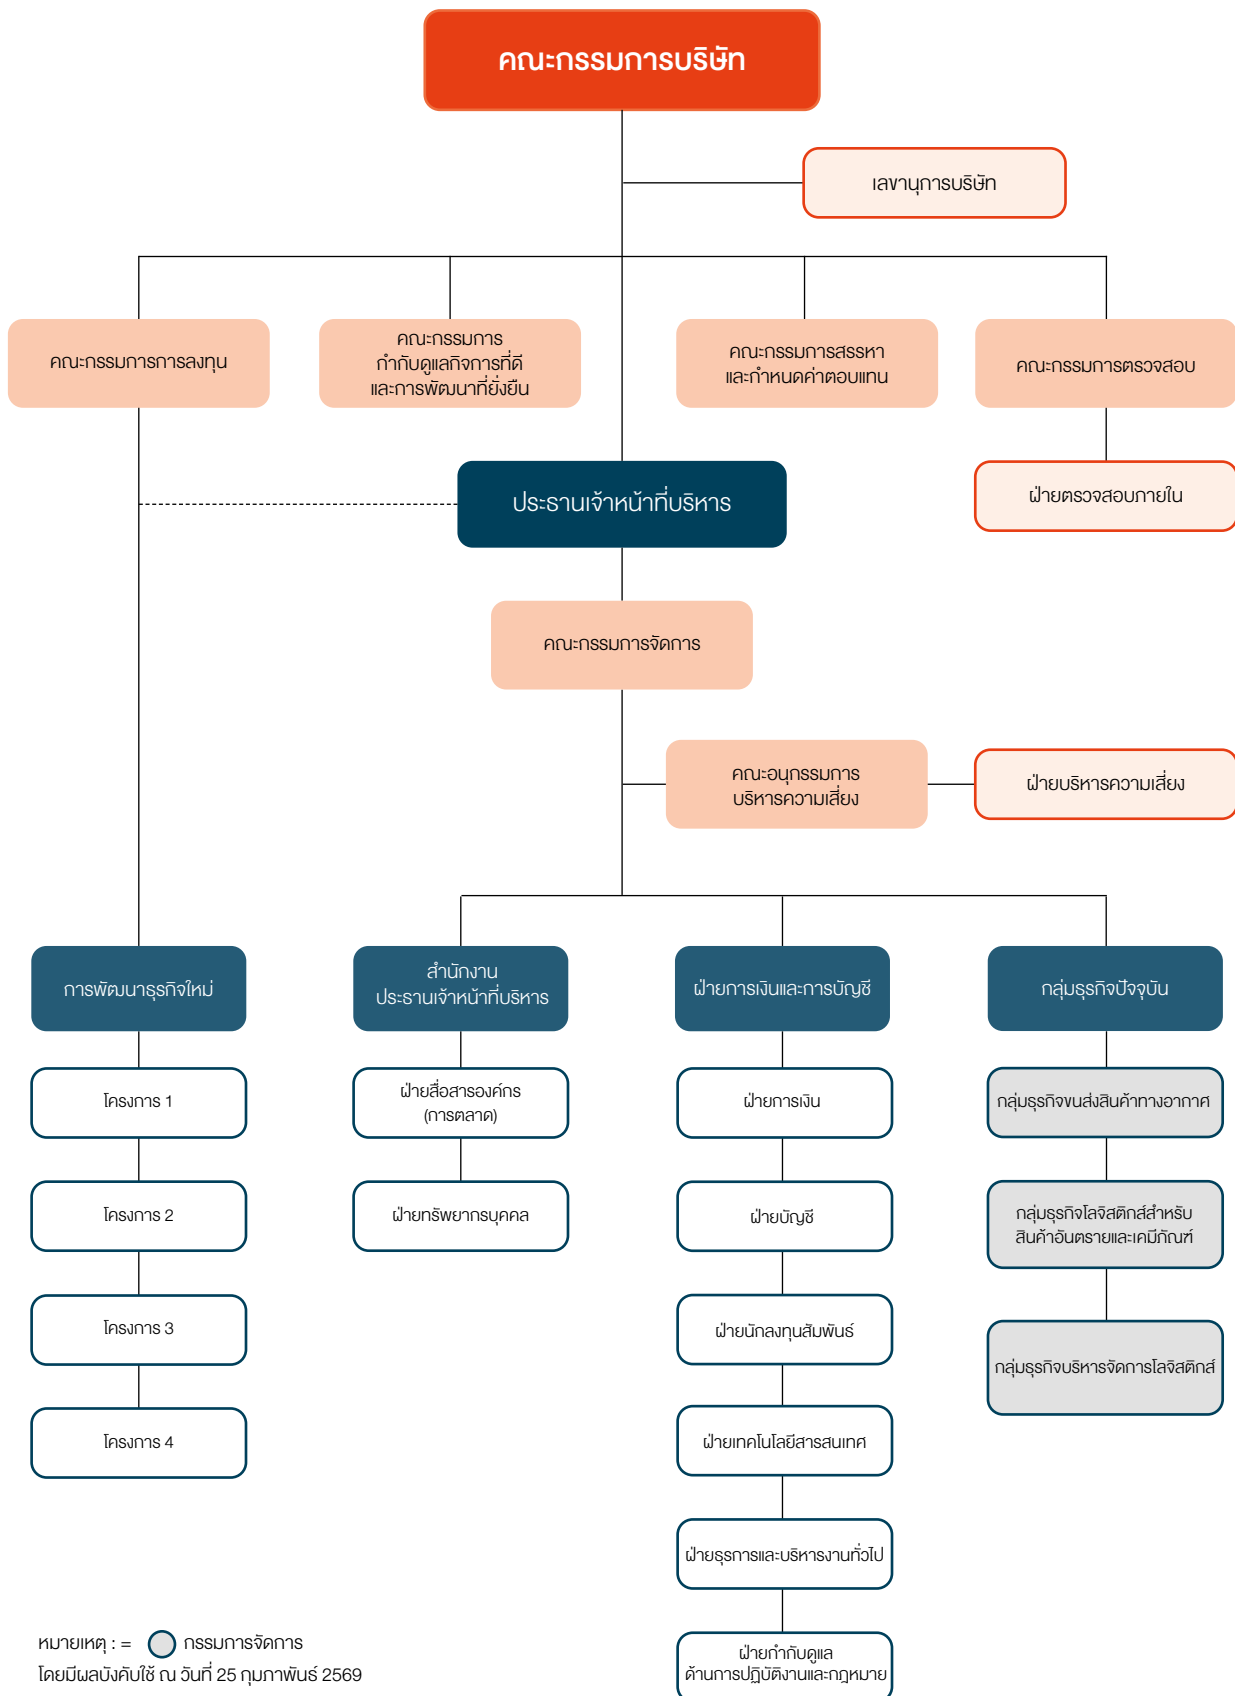 คณะกรรมการบริษัท
เลขานุการบริษัท
คณะกรรมการการลงทุน
คณะกรรมการ
กำกับดูแลกิจการที่ดี
และการพัฒนาที่ยั่งยืน
คณะกรรมการสรรหา
และกำหนดค่าตอบแทน
คณะกรรมการตรวจสอบ
ฝ่ายตรวจสอบภายใน
ประธานเจ้าหน้าที่บริหาร
คณะกรรมการจัดการ
คณะอนุกรรมการ
บริหารความเสี่ยง
ฝ่ายบริหารความเสี่ยง
การพัฒนาธุรกิจใหม่
โครงการ 1
โครงการ 2
โครงการ 3
โครงการ 4
สำนักงาน
ประธานเจ้าหน้าที่บริหาร
ฝ่ายสื่อสารองค์กร
(การตลาด)
ฝ่ายทรัพยากรบุคคล
ฝ่ายการเงินและการบัญชี
ฝ่ายการเงิน
ฝ่ายบัญชี
ฝ่ายนักลงทุนสัมพันธ์
ฝ่ายเทคโนโลยีสารสนเทศ
ฝ่ายธุรการและบริหารงานทั่วไป
ฝ่ายกำกับดูแล
ด้านการปฏิบัติงานและกฎหมาย
กลุ่มธุรกิจปัจจุบัน
กลุ่มธุรกิจขนส่งสินค้าทางอากาศ
กลุ่มธุรกิจโลจิสติกส์สำหรับ
สินค้าอันตรายและเคมีภัณฑ์
กลุ่มธุรกิจบริหารจัดการโลจิสติกส์
หมายเหตุ : = กรรมการจัดการ
โดยมีผลบังคับใช้ ณ วันที่ 25 กุมภาพันธ์ 2569